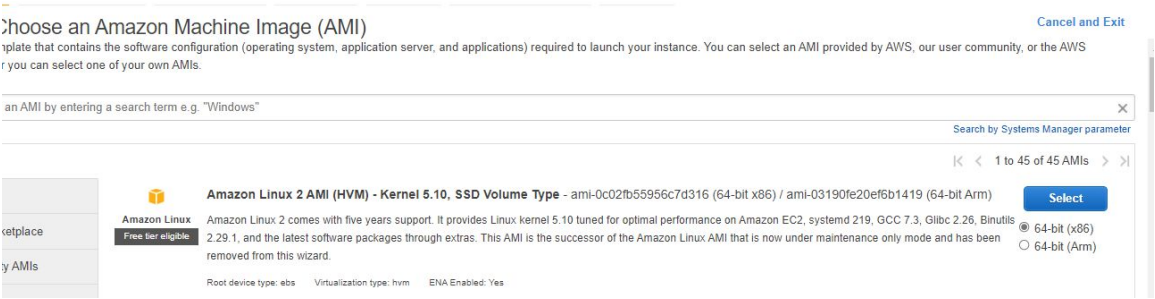 Choose an Amazon Machine Image (AMI)
Cancel and Exit
that contains the software configuration (operating system, application server, and applications) required to launch your instance. You can select an AMI provided by AWS, our user community, or the AWS
you can select one of your own AMIs.
an AMI by entering a search term e.g. "Windows"
Search by Systems Manager parameter
1 to 45 of 45 AMIs
Amazon Linux 2 AMI (HVM) - Kernel 5.10, SSD Volume Type - ami-0c02fb55956c7d316 (64-bit x86) / ami-03190fe20ef6b1419 (64-bit Arm)
Select
Amazon Linux
Free tier eligible
Amazon Linux 2 comes with five years support. It provides Linux kernel 5.10 tuned for optimal performance on Amazon EC2, systemd 219, GCC 7.3, Glibc 2.26, Binutils
2.29.1, and the latest software packages through extras. This AMI is the successor of the Amazon Linux AMI that is now under maintenance only mode and has been
removed from this wizard.
64-bit (x86)
64-bit (Arm)
Root device type: ebs Virtualization type: hvm ENA Enabled: Yes
AMIs